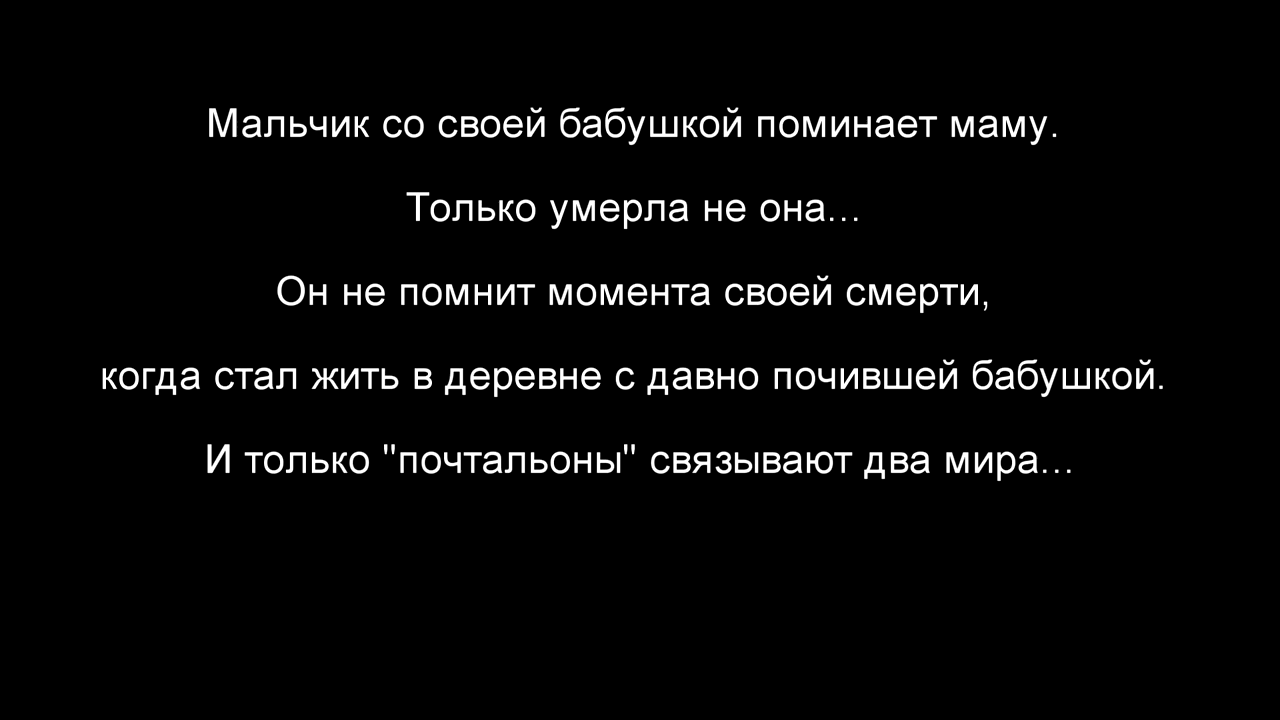 Мальчик со своей бабушкой поминает маму.
Только умерла не она...
Он не помнит момента своей смерти,
когда стал жить в деревне с давно почившей бабушкой.
И только "почтальоны" связывают два мира...